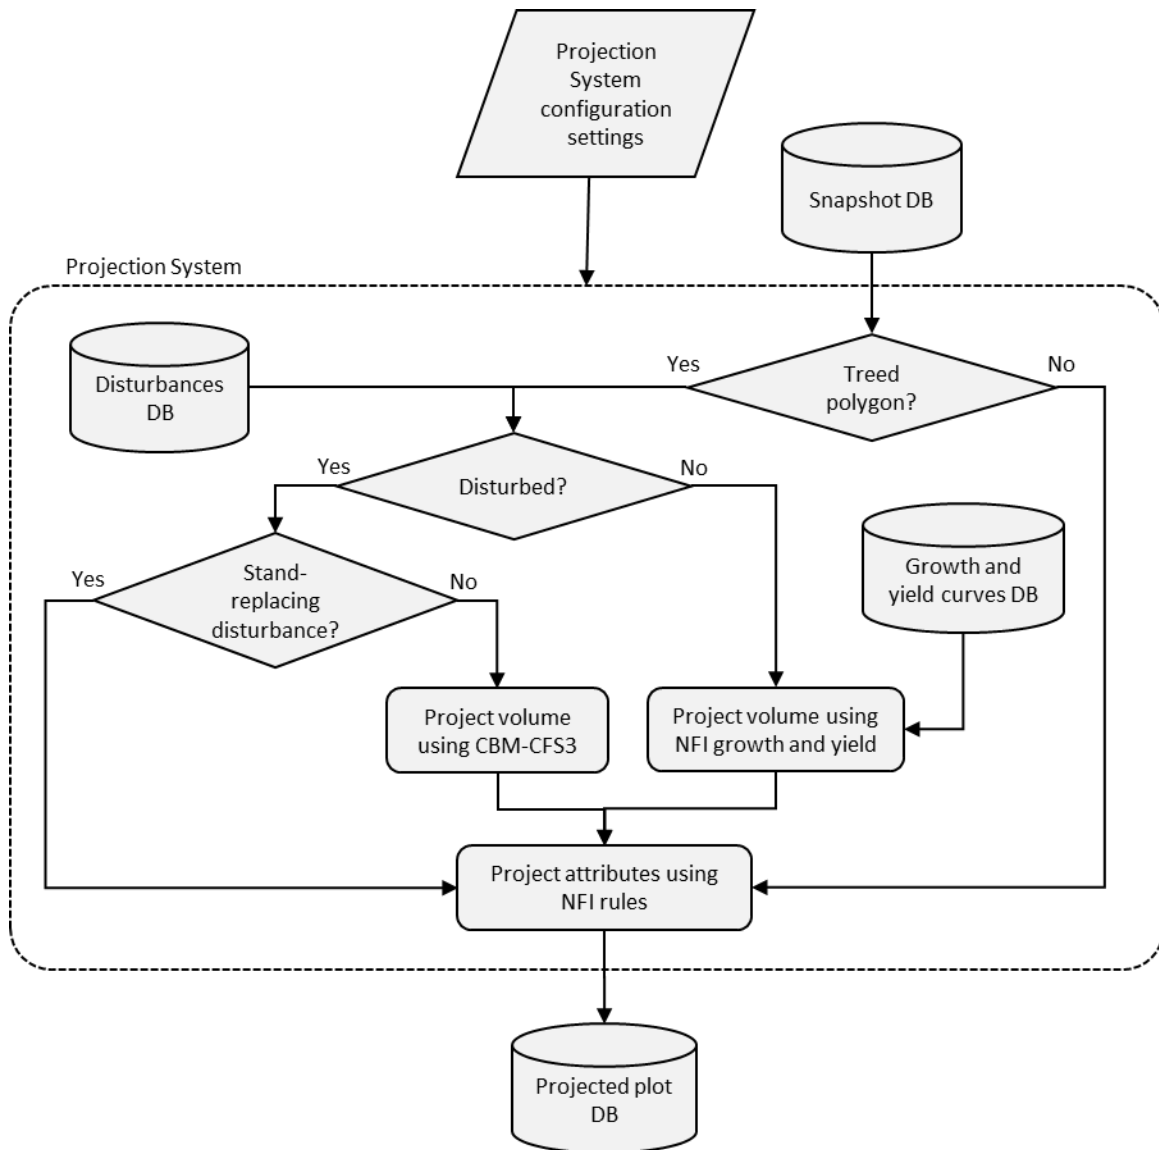 Projection
System
configuration
settings
Snapshot DB
Projection System
Disturbances
DB
Yes
Treed
polygon?
No
Yes
Disturbed?
No
Growth and
yield curves DB
Yes
Stand-
replacing
disturbance?
No
Project volume
using CBM-CFS3
Project volume using
NFI growth and yield
Project attributes using
NFI rules
Projected plot
DB